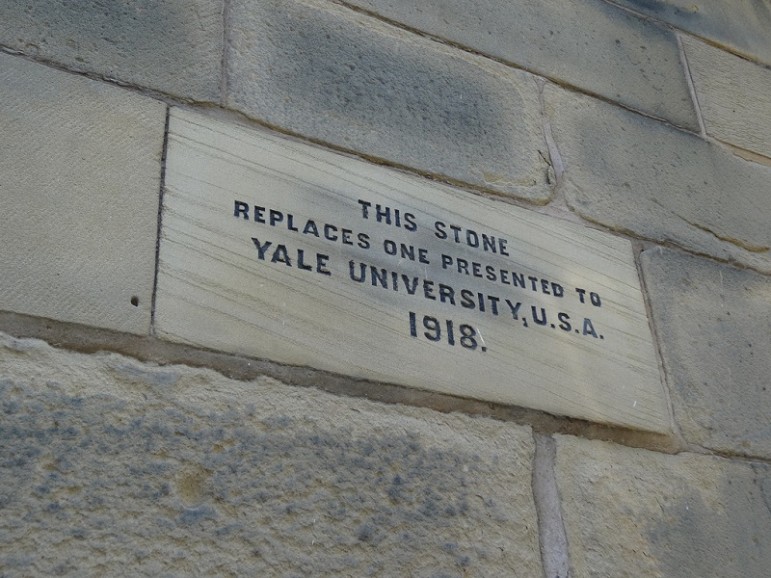 THIS STONE
REPLACES ONE PRESENTED TO
YALE UNIVERSITY, U.S.A.
1918.